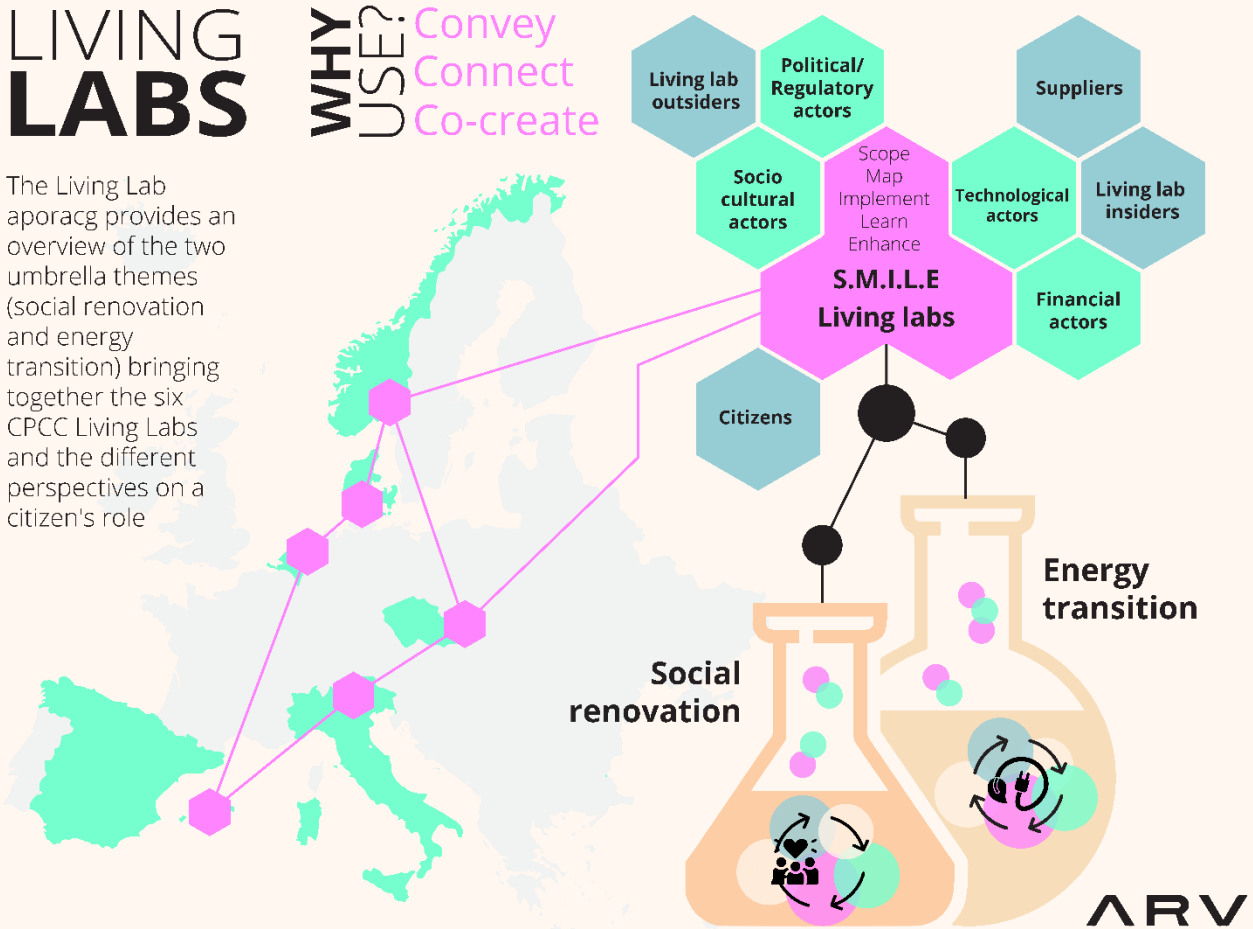 LIVING
LABS
WHY
USE?
Convey
Connect
Co-create
The Living Lab
aporacg provides an
overview of the two
umbrella themes
(social renovation
and energy
transition) bringing
together the six
CPCC Living Labs
and the different
perspectives on a
citizen's role
Living lab
outsiders
Political/
Regulatory
actors
Suppliers
Socio
cultural
actors
Scope
Map
Implement
Learn
Enhance
S.M.I.L.E
Living labs
Technological
actors
Living lab
insiders
Financial
actors
Citizens
Energy
transition
Social
renovation
ARV